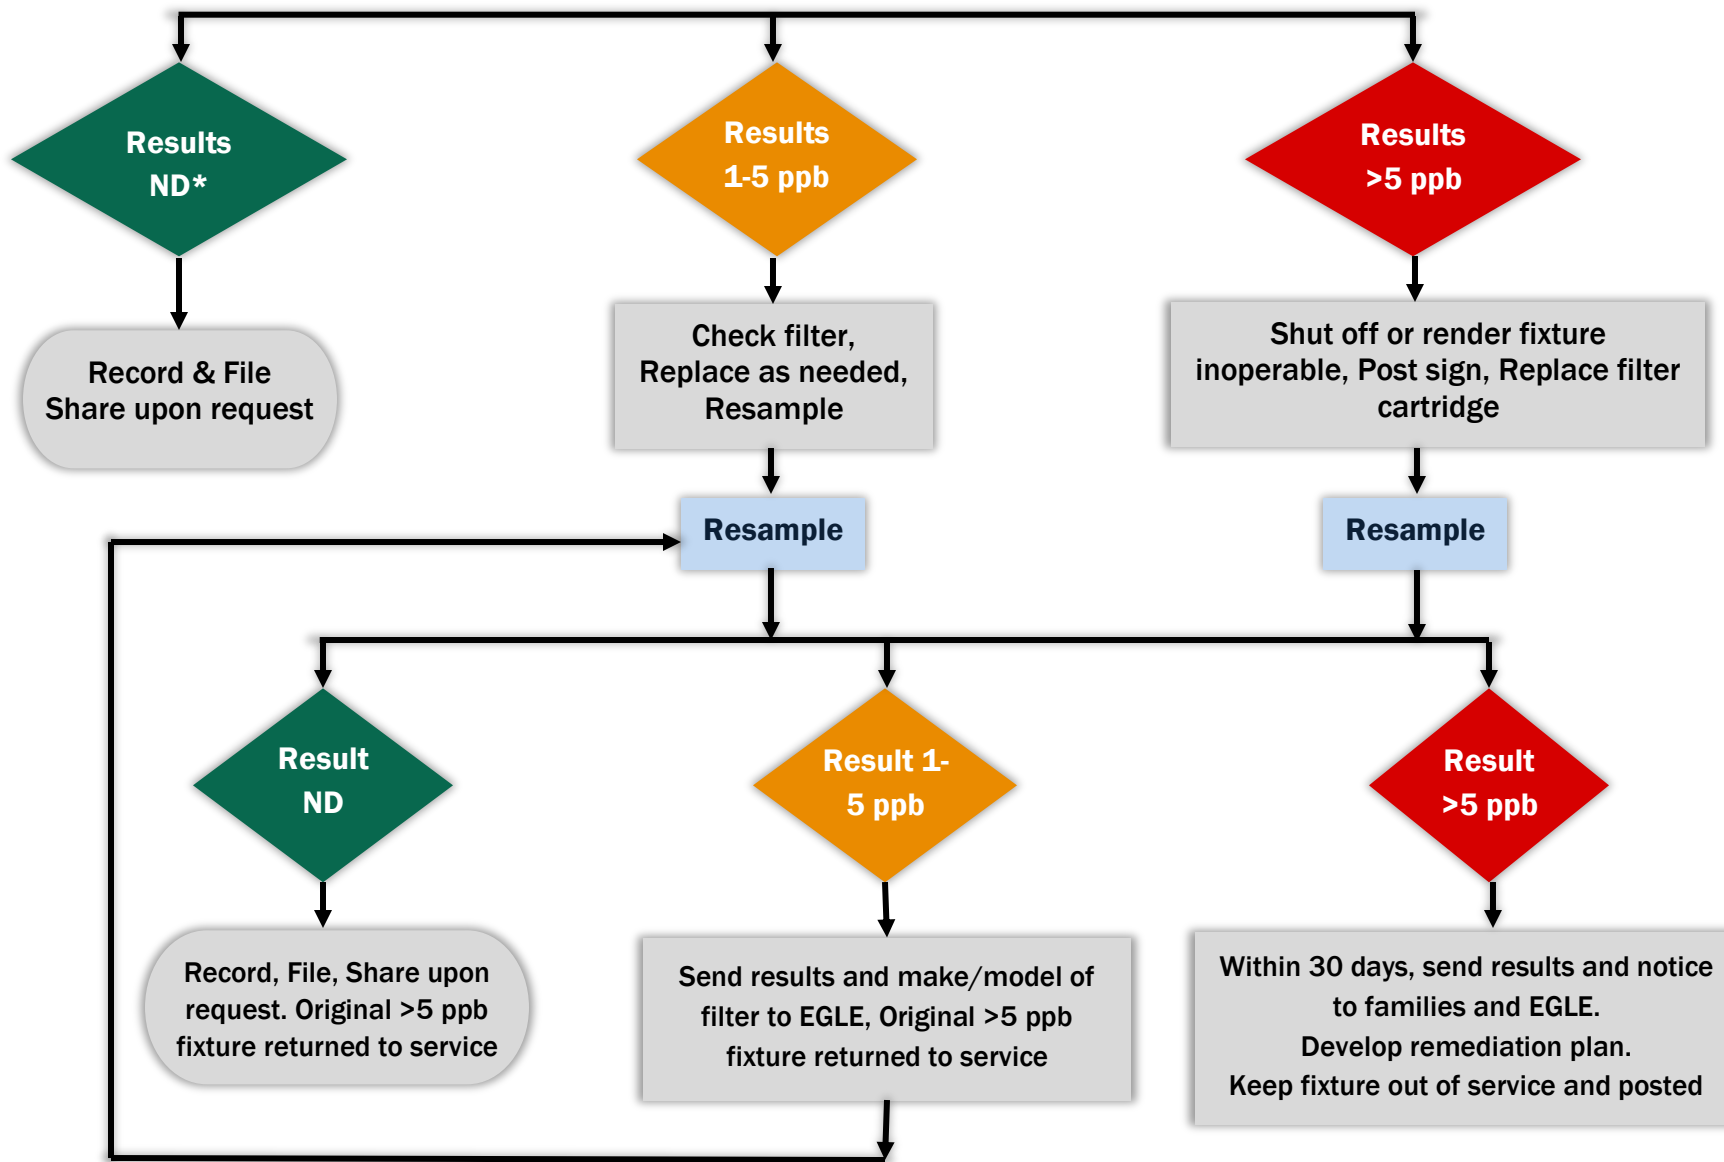 Results
ND*
Results
1-5 ppb
Results
>5 ppb
Record & File
Share upon request
Check filter,
Replace as needed,
Resample
Shut off or render fixture
inoperable, Post sign, Replace filter
cartridge
Resample
Resample
Result
ND
Result 1-
5 ppb
Result
>5 ppb
Record, File, Share upon
request. Original >5 ppb
fixture returned to service
Send results and make/model of
filter to EGLE, Original >5 ppb
fixture returned to service
Within 30 days, send results and notice
to families and EGLE.
Develop remediation plan.
Keep fixture out of service and posted